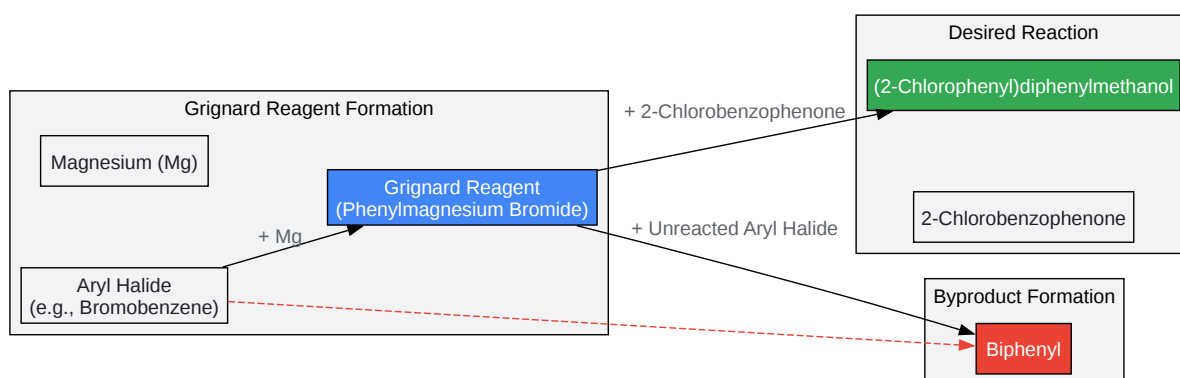 Desired Reaction
(2-Chlorophenyl)diphenylmethanol
Grignard Reagent Formation
+ 2-Chlorobenzophenone
Magnesium (Mg)
Grignard Reagent
(Phenylmagnesium Bromide)
2-Chlorobenzophenone
+ Mg
+ Unreacted Aryl Halide
Aryl Halide
(e.g., Bromobenzene)
Byproduct Formation
Biphenyl